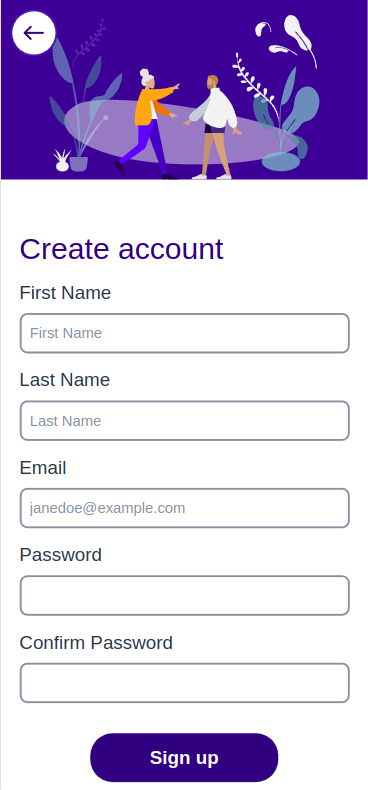 Create account
First Name
First Name
Last Name
Last Name
Email
janedoe@example.com
Password
Confirm Password
Sign up